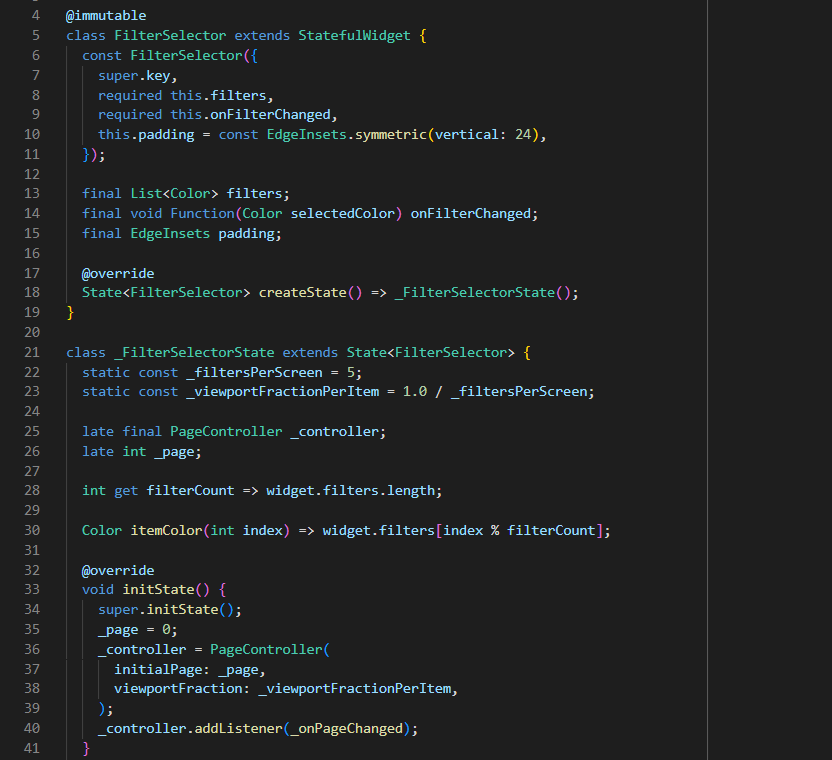 4 @immutable
5 class FilterSelector extends StatefulWidget {
6   const FilterSelector({
7     super.key,
8     required this.filters,
9     required this.onFilterChanged,
10     this.padding = const EdgeInsets.symmetric(vertical: 24),
11   });
12
13   final List<Color> filters;
14   final void Function(Color selectedColor) onFilterChanged;
15   final EdgeInsets padding;
16
17   @override
18   State<FilterSelector> createState() => _FilterSelectorState();
19 }
20
21 class _FilterSelectorState extends State<FilterSelector> {
22   static const _filtersPerScreen = 5;
23   static const _viewportFractionPerItem = 1.0 / _filtersPerScreen;
24
25   late final PageController _controller;
26   late int _page;
27
28   int get filterCount => widget.filters.length;
29
30   Color itemColor(int index) => widget.filters[index % filterCount];
31
32   @override
33   void initState() {
34     super.initState();
35     _page = 0;
36     _controller = PageController(
37       initialPage: _page,
38       viewportFraction: _viewportFractionPerItem,
39     );
40     _controller.addListener(_onPageChanged);
41   }